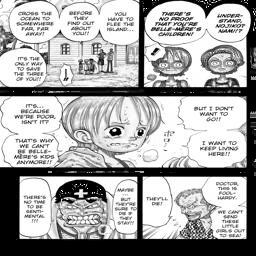 CROSS THE
OCEAN TO
SOMEWHERE
FAR, FAR
AWAY!
BEFORE
THEY
FIND OUT
ABOUT
YOU!!
YOU HAVE
TO FLEE
THE
ISLAND...
IT'S THE
ONLY WAY
TO SAVE
THE THREE
OF YOU!!
THERE'S
NO PROOF
THAT YOU'RE
BELLE-
MÈRE'S
CHILDREN!
UNDER-
STAND,
NOJIKO?
NAMI!?
IT'S...
BECAUSE
WE'RE POOR,
ISN'T IT?
THAT'S WHY
WE CAN'T BE
BELLE-
MÈRE'S KIDS
ANYMORE!!
BUT I DON'T
WANT TO
GO!!
I WANT TO
KEEP
LIVING HERE!!
THERE'S
NO TIME
TO BE
SENTI-
MENTAL
!!!
MAYBE
BUT
THEY'RE
SURE TO
DIE IF
THEY
STAY!!
THEY'LL
DIE!
DOCTOR,
THIS IS
FOOL-
HARDY.
WE CAN'T
SEND
LITTLE
GIRLS OUT
TO SEA!